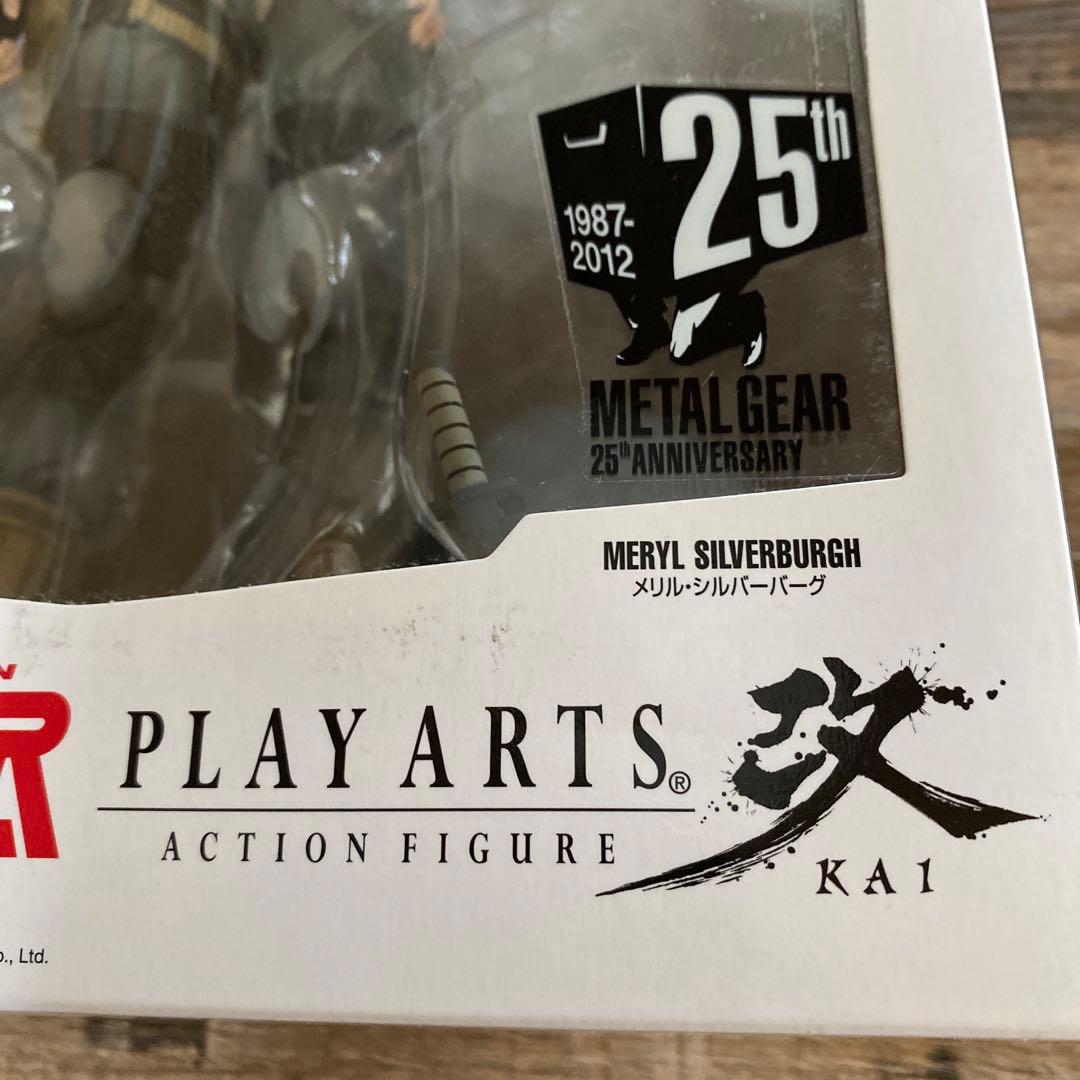 25th
1987-
2012
METAL GEAR
25th ANNIVERSARY
MERYL SILVERBURGH
メリル・シルバーバーグ
PLAY ARTS® 改
ACTION FIGURE
KAI
Ltd.